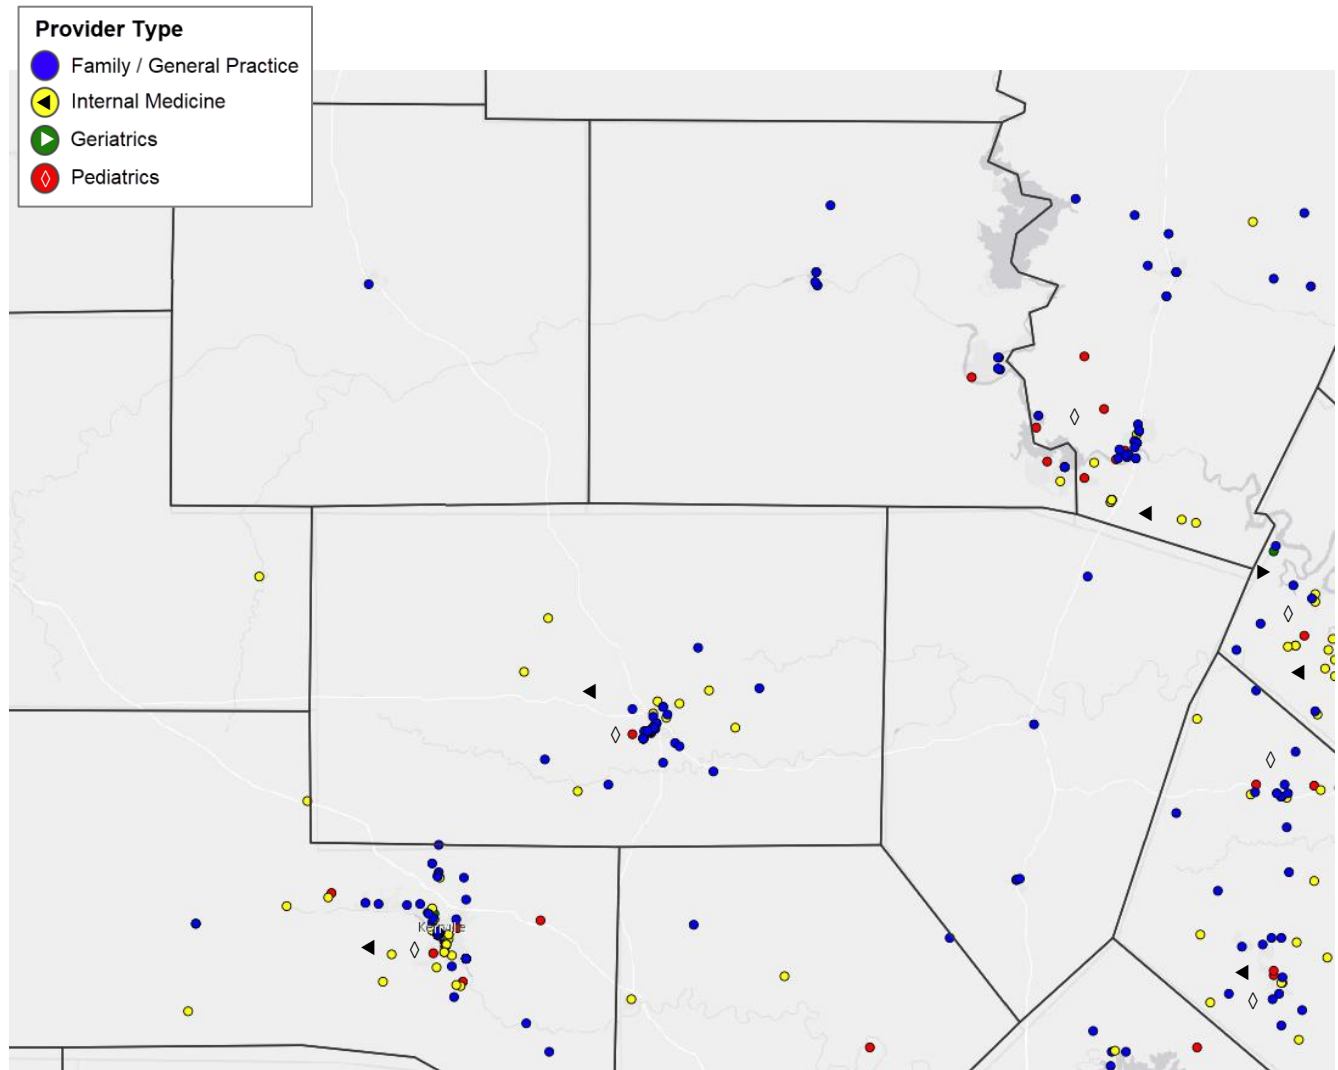 Provider Type
Family / General Practice
Internal Medicine
Geriatrics
Pediatrics
Kerrville